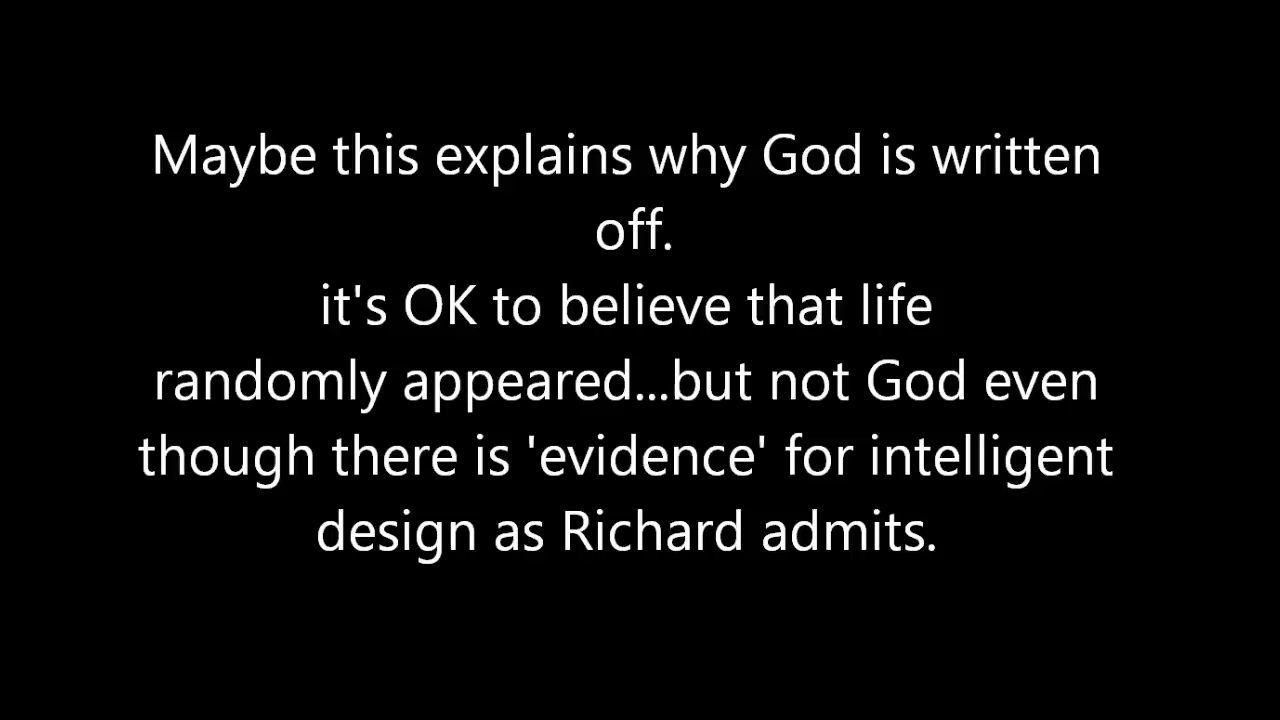 Maybe this explains why God is written
off.
it's OK to believe that life
randomly appeared...but not God even
though there is 'evidence' for intelligent
design as Richard admits.